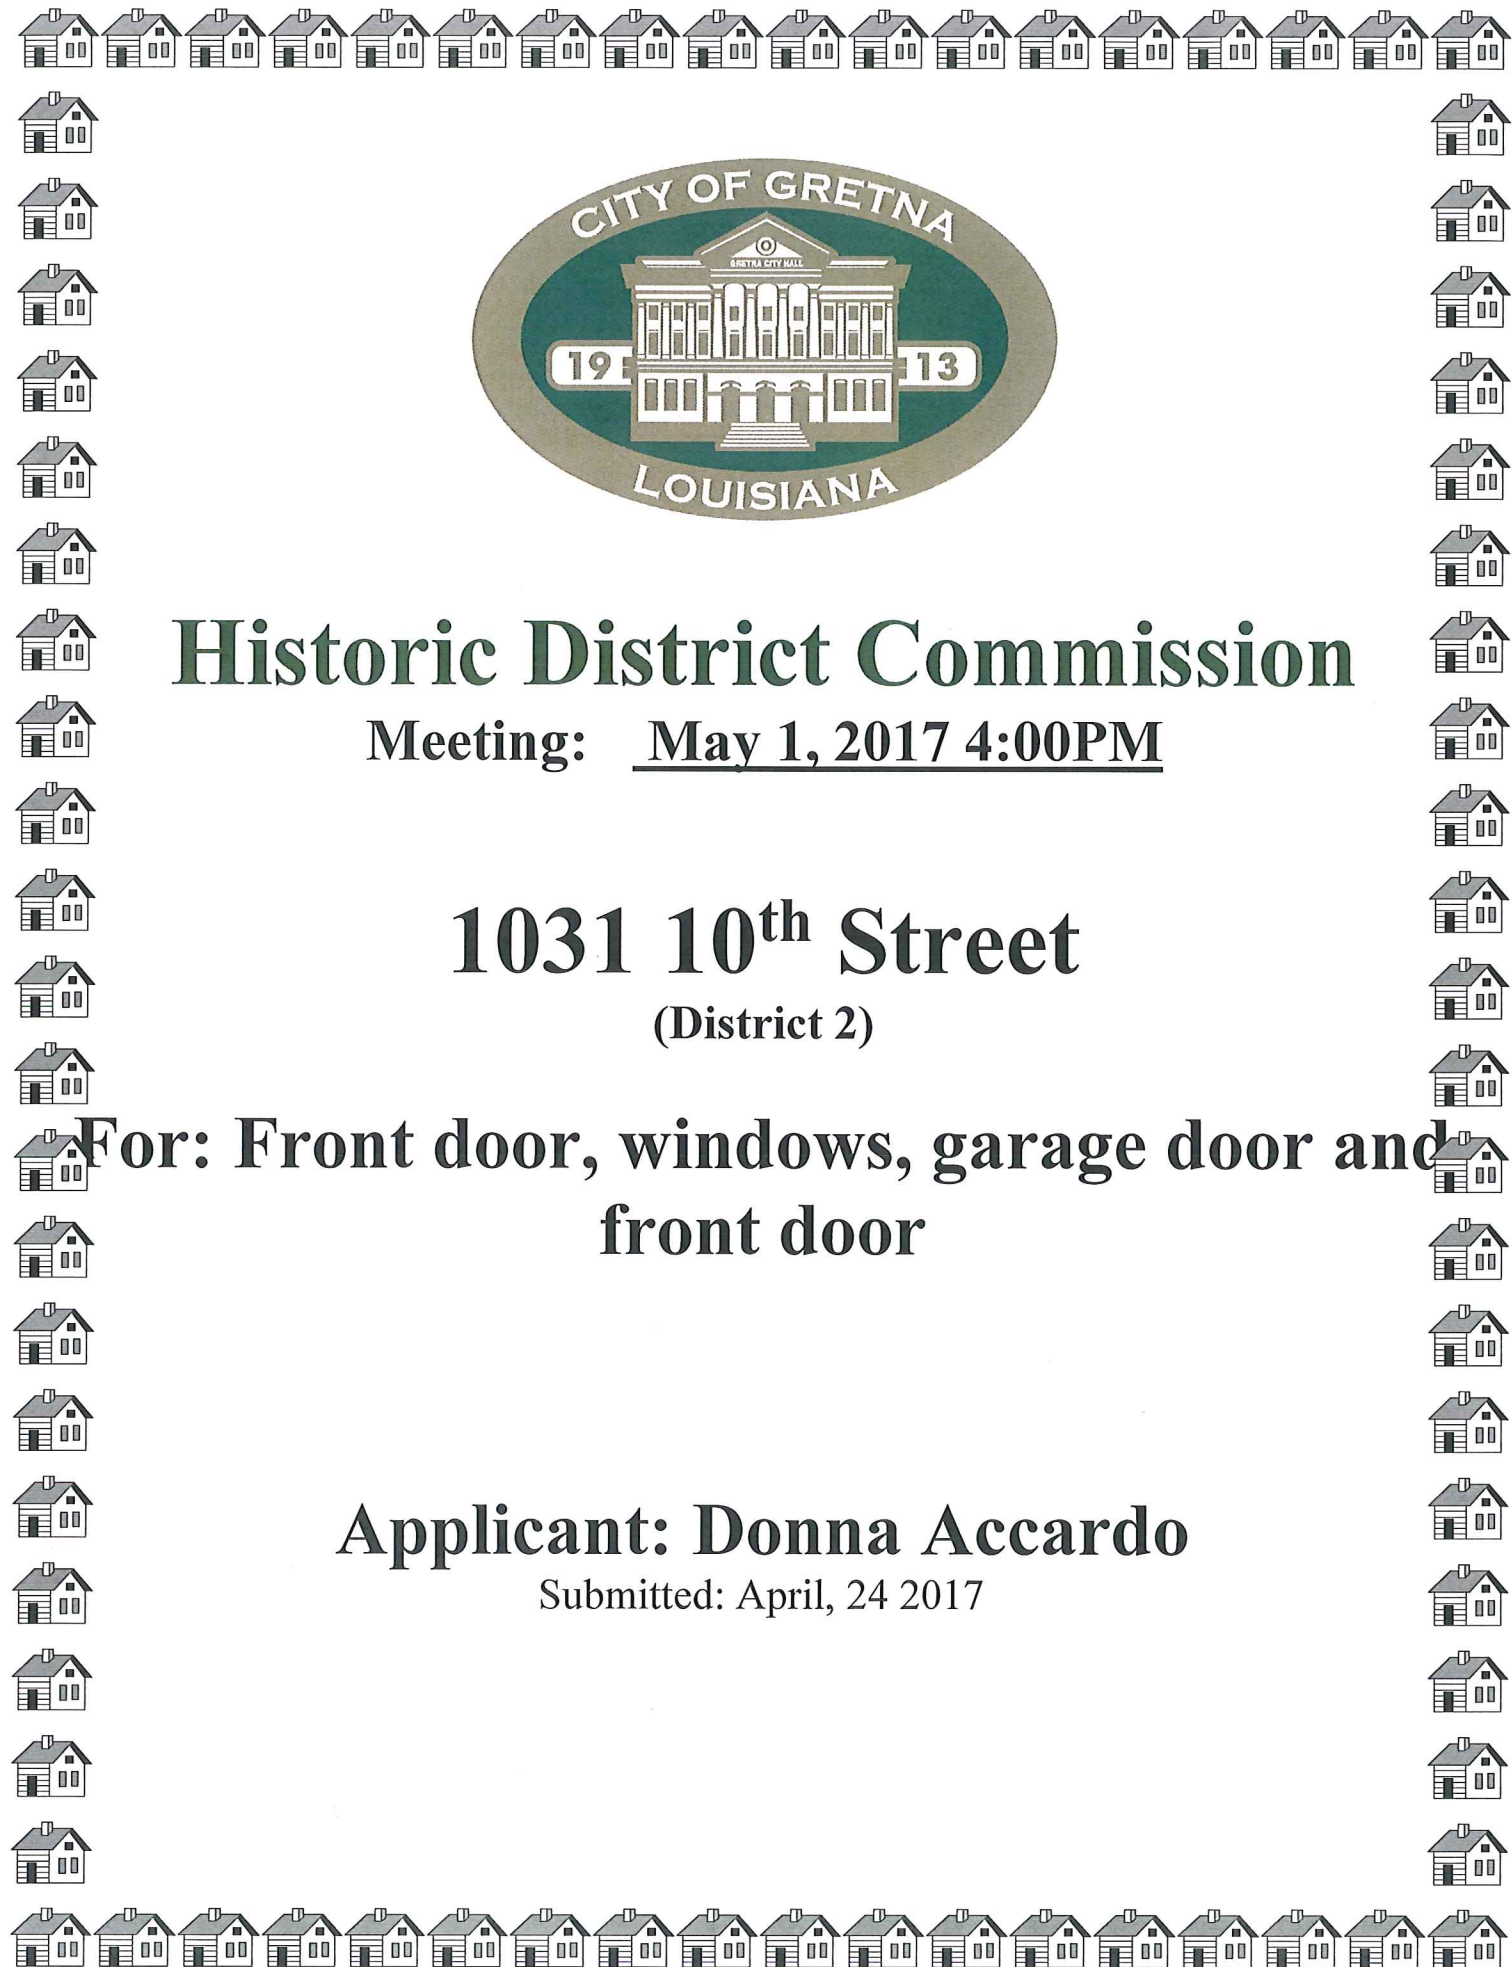 CITY OF GRETNA
GRETNA CITY HALL
19 13
LOUISIANA
Historic District Commission
Meeting: May 1, 2017 4:00PM
1031 10th Street
(District 2)
For: Front door, windows, garage door and
front door
Applicant: Donna Accardo
Submitted: April, 24 2017